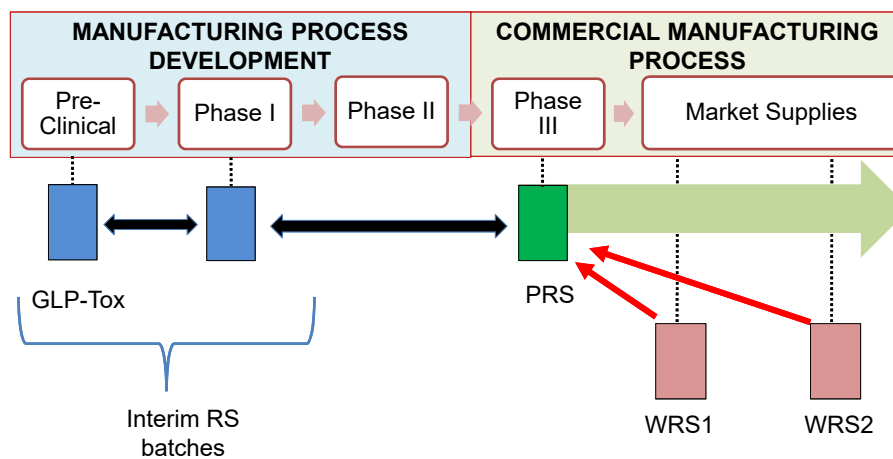 MANUFACTURING PROCESS
DEVELOPMENT
COMMERCIAL MANUFACTURING
PROCESS
Pre-
Clinical
Phase I
Phase II
Phase
III
Market Supplies
GLP-Tox
PRS
Interim RS
batches
WRS1
WRS2